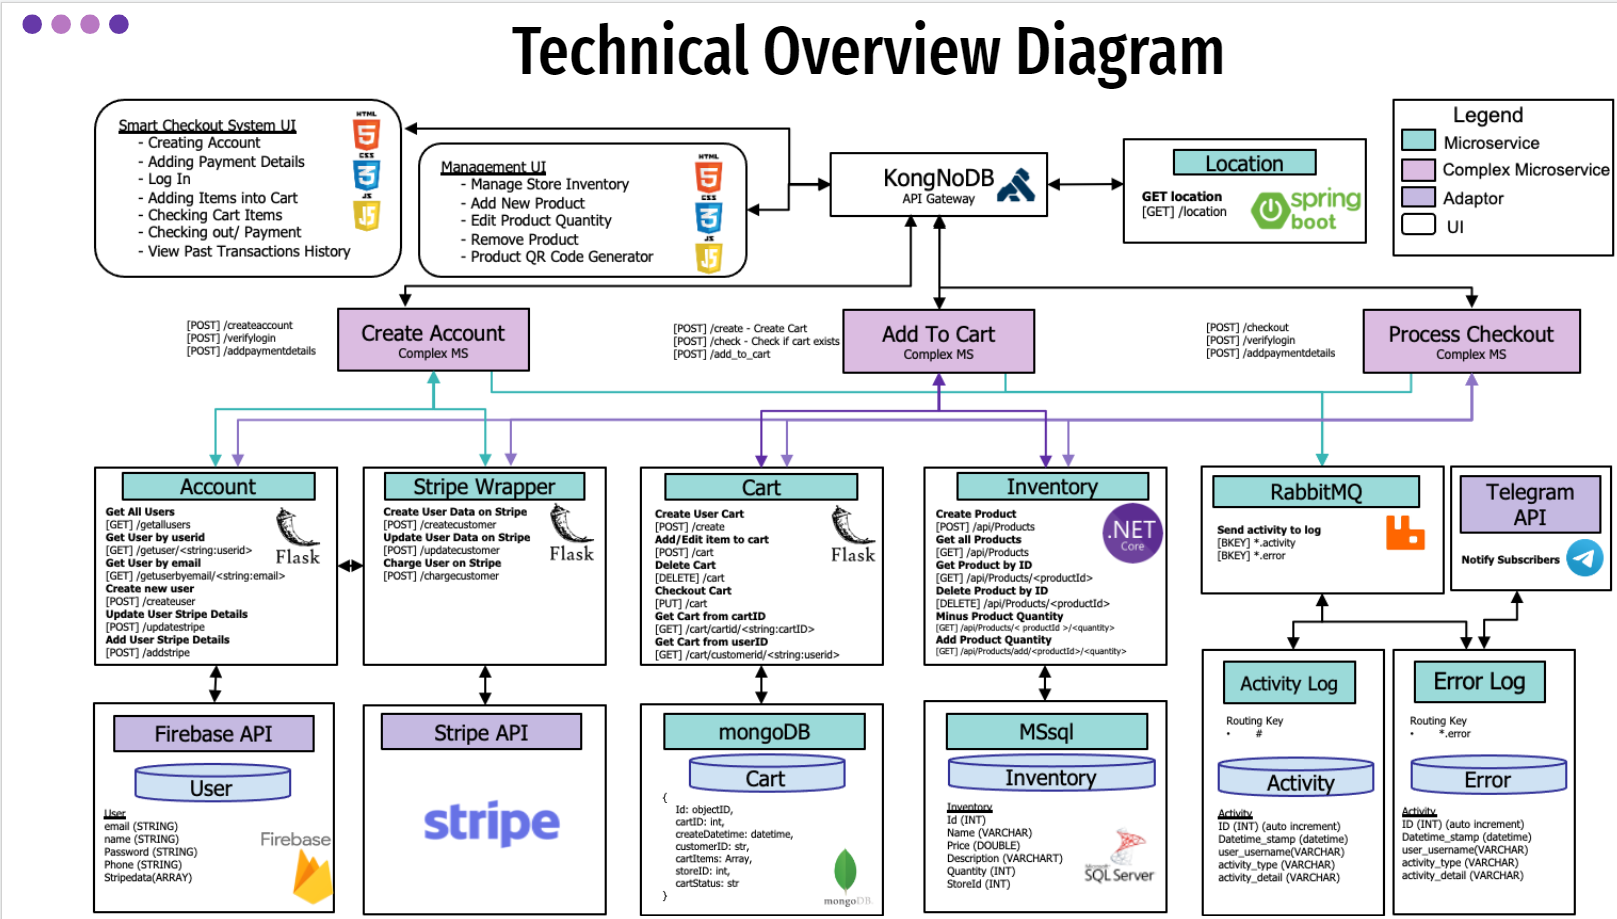 Technical Overview Diagram
Smart Checkout System UI
- Creating Account
- Adding Payment Details
- Log In
- Adding Items into Cart
- Checking Cart Items
- Checking out/ Payment
- View Past Transactions History
HTML
5
CSS
3
JS
JS
Management UI
- Manage Store Inventory
- Add New Product
- Edit Product Quantity
- Remove Product
- Product QR Code Generator
HTML
5
CSS
3
JS
JS
KongNoDB
API Gateway
Location
GET location
[GET] /location
spring
boot
Legend
Microservice
Complex Microservice
Adaptor
UI
[POST] /createaccount
[POST] /verifylogin
[POST] /addpaymentdetails
Create Account
Complex MS
[POST] /create - Create Cart
[POST] /check - Check if cart exists
[POST] /add_to_cart
Add To Cart
Complex MS
[POST] /checkout
[POST] /verifylogin
[POST] /addpaymentdetails
Process Checkout
Complex MS
Account
Get All Users
[GET] /getallusers
Get User by userid
[GET] /getuser/<string:userid>
Get User by email
[GET] /getuserbyemail/<string:email>
Create new user
[POST] /createuser
Update User Stripe Details
[POST] /updatestripe
Add User Stripe Details
[POST] /addstripe
Flask
Stripe Wrapper
Create User Data on Stripe
[POST] /createcustomer
Update User Data on Stripe
[POST] /updatecustomer
Charge User on Stripe
[POST] /chargecustomer
Flask
Cart
Create User Cart
[POST] /create
Add/Edit item to cart
[POST] /cart
Delete Cart
[DELETE] /cart
Checkout Cart
[PUT] /cart
Get Cart from cartID
[GET] /cart/cartid/<string:cartID>
Get Cart from userID
[GET] /cart/customerid/<string:userid>
Flask
Inventory
Create Product
[POST] /api/Products
Get all Products
[GET] /api/Products
Get Product by ID
[GET] /api/Products/<productId>
Delete Product by ID
[DELETE] /api/Products/<productId>
Minus Product Quantity
[GET] /api/Products/< productId >/<quantity>
Add Product Quantity
[GET] /api/Products/add/<productId>/<quantity>
.NET
Core
RabbitMQ
Send activity to log
[BKEY] *.activity
[BKEY] *.error
Telegram
API
Notify Subscribers
Firebase API
User
User
email (STRING)
name (STRING)
Password (STRING)
Phone (STRING)
Stripedata(ARRAY)
Firebase
Stripe API
stripe
mongoDB
Cart
{
Id: objectID,
cartID: int,
createDatetime: datetime,
customerID: str,
cartItems: Array,
storeID: int,
cartStatus: str
}
mongoDB.
MSsql
Inventory
Inventory
Id (INT)
Name (VARCHAR)
Price (DOUBLE)
Description (VARCHART)
Quantity (INT)
StoreId (INT)
Microsoft
SQL Server
Activity Log
Routing Key
• #
Activity
Activity
ID (INT) (auto increment)
Datetime_stamp (datetime)
user_username(VARCHAR)
activity_type (VARCHAR)
activity_detail (VARCHAR)
Error Log
Routing Key
• *.error
Error
Activity
ID (INT) (auto increment)
Datetime_stamp (datetime)
user_username(VARCHAR)
activity_type (VARCHAR)
activity_detail (VARCHAR)